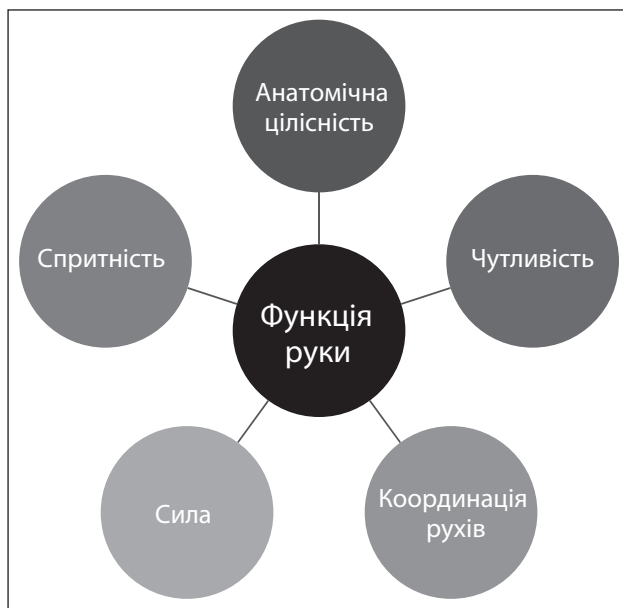 Анатомічна
цілісність
Спритність
Чутливість
Функція
руки
Сила
Координація
рухів